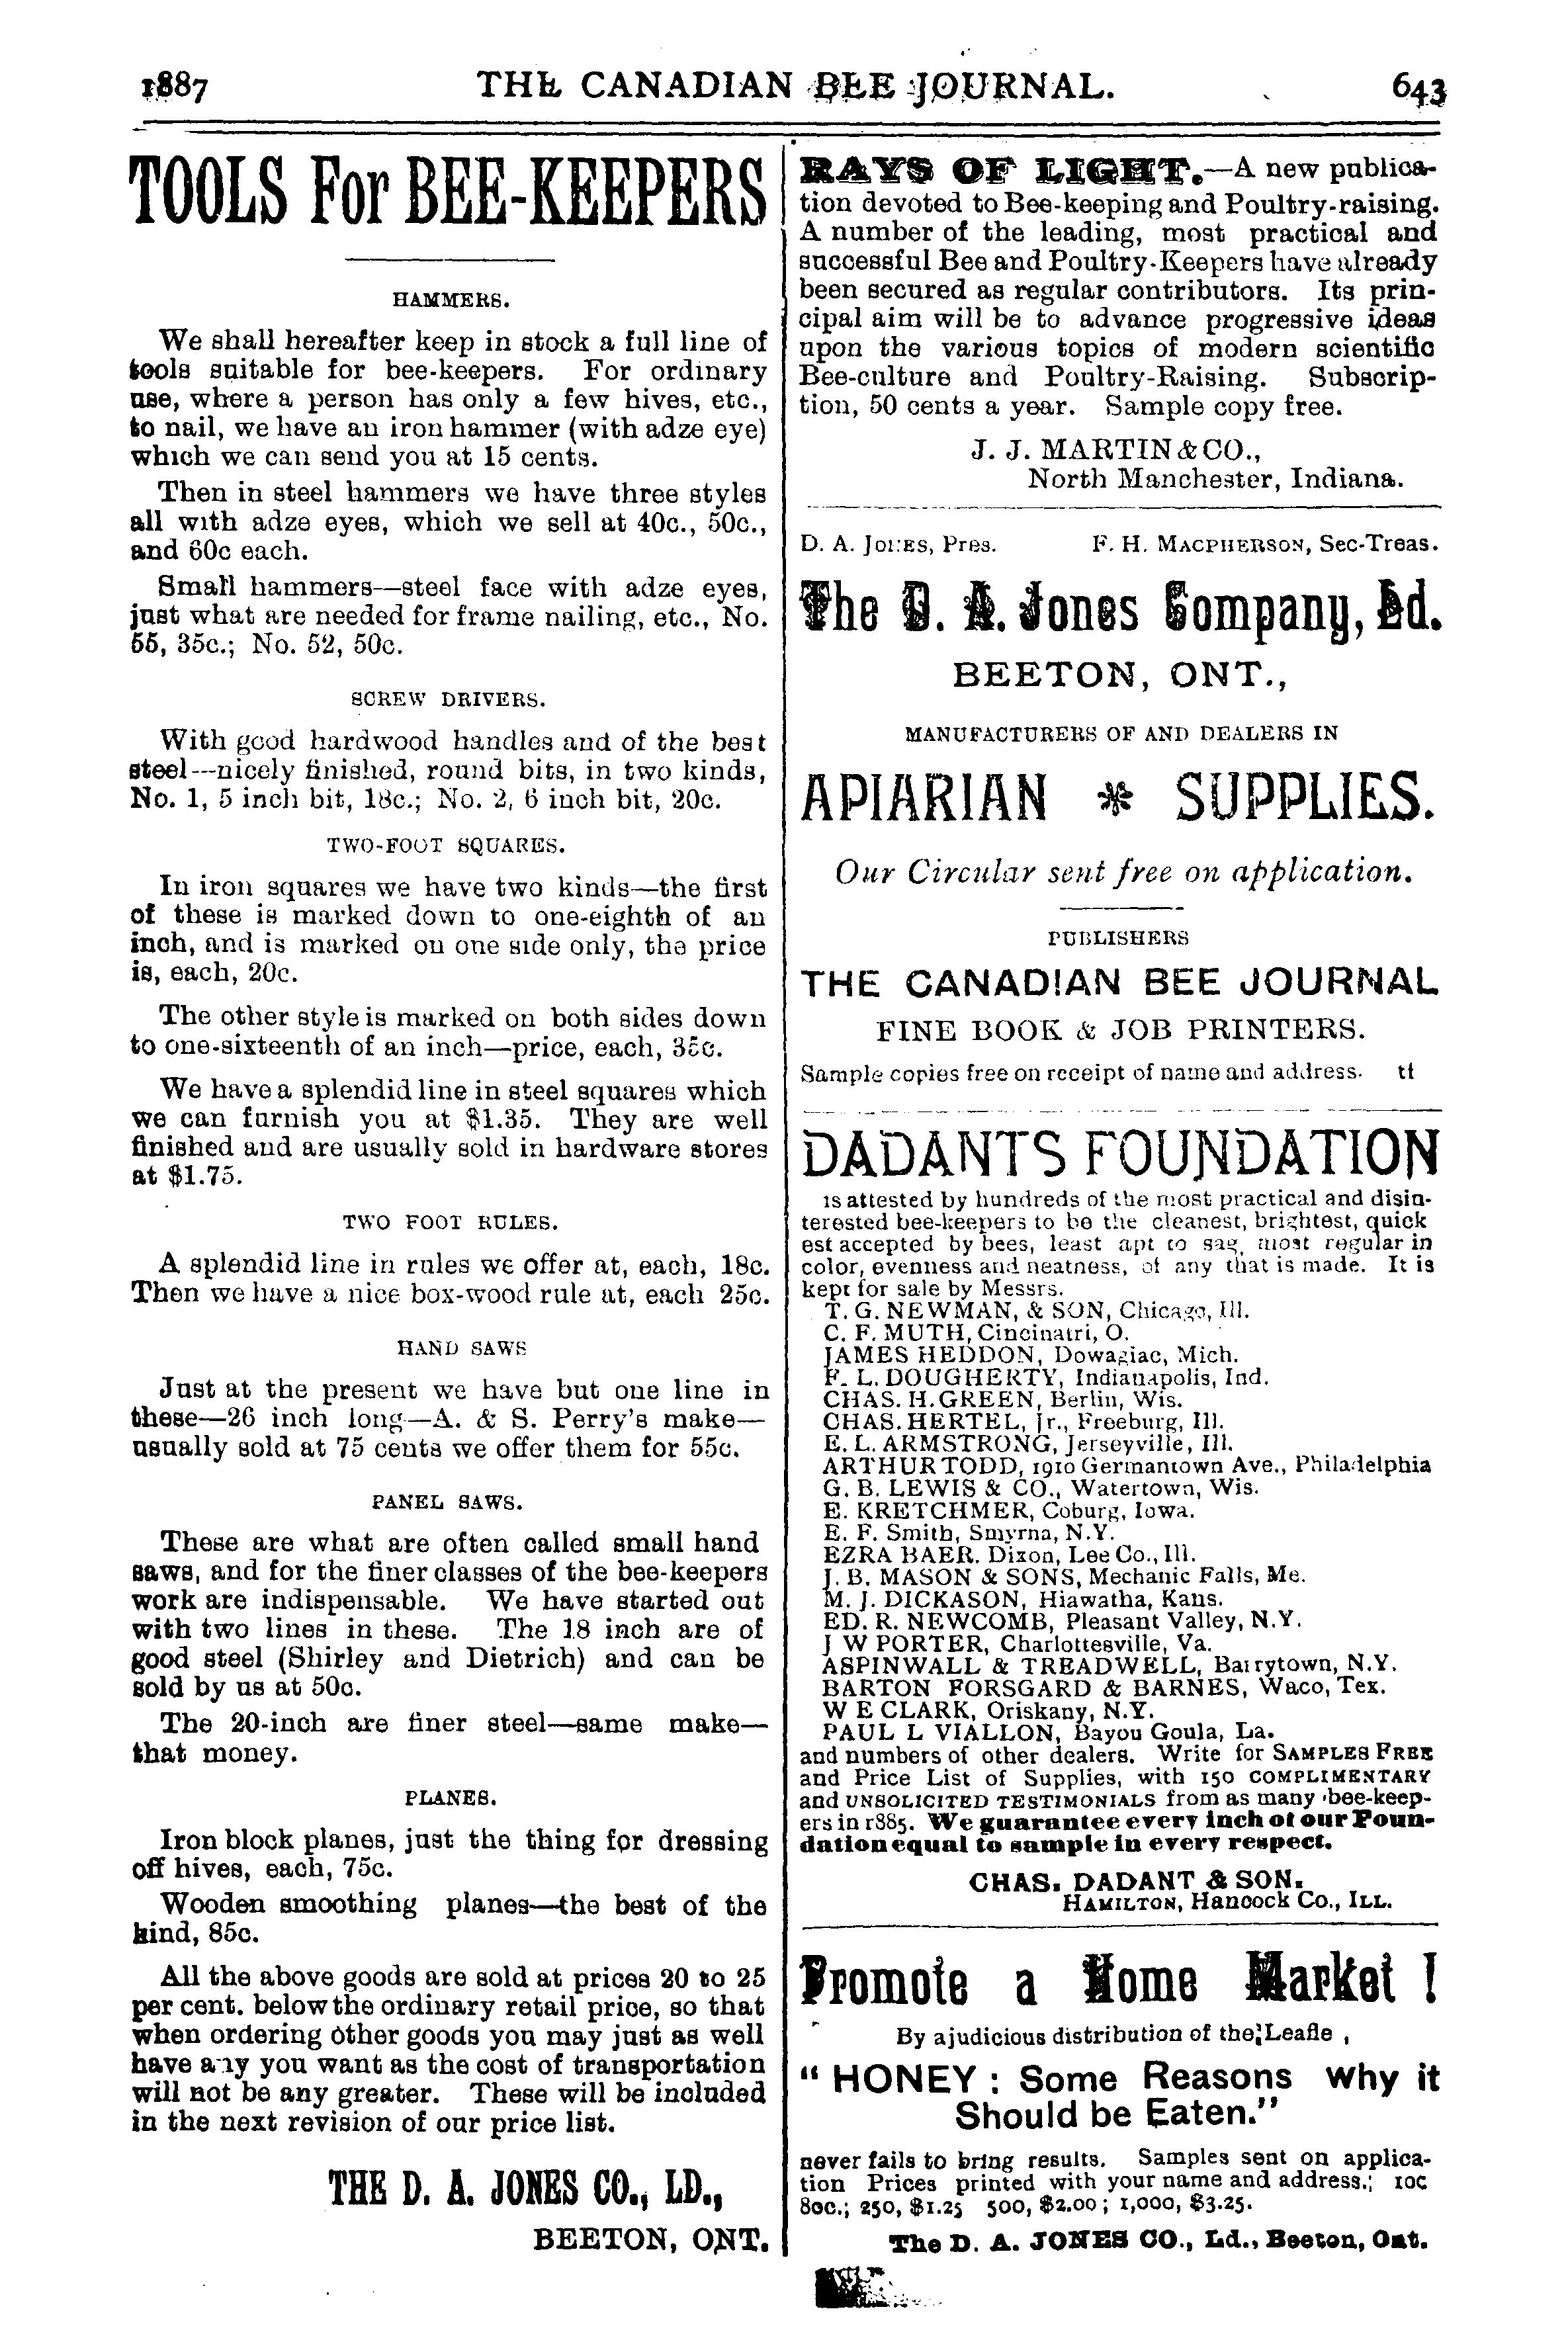 1887 THE CANADIAN BEE JOURNAL. 643
TOOLS For BEE-KEEPERS
HAMMERS.
We shall hereafter keep in stock a full line of
tools suitable for bee-keepers. For ordinary
use, where a person has only a few hives, etc.,
to nail, we have an iron hammer (with adze eye)
which we can send you at 15 cents.
Then in steel hammers we have three styles
all with adze eyes, which we sell at 40c., 50c.,
and 60c each.
Small hammers—steel face with adze eyes,
just what are needed for frame nailing, etc., No.
55, 35c.; No. 52, 50c.
SCREW DRIVERS.
With good hardwood handles and of the best
steel—nicely finished, round bits, in two kinds,
No. 1, 5 inch bit, 18c.; No. 2, 6 inch bit, 20c.
TWO-FOOT SQUARES.
In iron squares we have two kinds—the first
of these is marked down to one-eighth of an
inch, and is marked on one side only, the price
is, each, 20c.
The other style is marked on both sides down
to one-sixteenth of an inch—price, each, 35c.
We have a splendid line in steel squares which
we can furnish you at $1.35. They are well
finished and are usually sold in hardware stores
at $1.75.
TWO FOOT RULES.
A splendid line in rules we offer at, each, 18c.
Then we have a nice box-wood rule at, each 25c.
HAND SAWS
Just at the present we have but one line in
these—26 inch long—A. & S. Perry's make—
usually sold at 75 cents we offer them for 55c.
PANEL SAWS.
These are what are often called small hand
saws, and for the finer classes of the bee-keepers
work are indispensable. We have started out
with two lines in these. The 18 inch are of
good steel (Shirley and Dietrich) and can be
sold by us at 50c.
The 20-inch are finer steel—same make—
that money.
PLANES.
Iron block planes, just the thing for dressing
off hives, each, 75c.
Wooden smoothing planes—the best of the
kind, 85c.
All the above goods are sold at prices 20 to 25
per cent. below the ordinary retail price, so that
when ordering other goods you may just as well
have any you want as the cost of transportation
will not be any greater. These will be included
in the next revision of our price list.
THE D. A. JONES CO., LD.,
BEETON, ONT.
RAYS OF LIGHT.—A new publica-
tion devoted to Bee-keeping and Poultry-raising.
A number of the leading, most practical and
successful Bee and Poultry-Keepers have already
been secured as regular contributors. Its prin-
cipal aim will be to advance progressive ideas
upon the various topics of modern scientific
Bee-culture and Poultry-Raising. Subscrip-
tion, 50 cents a year. Sample copy free.
J. J. MARTIN & CO.,
North Manchester, Indiana.
D. A. JONES, Pres. F. H. MACPHERSON, Sec-Treas.
The D. A. Jones Company, Ld.
BEETON, ONT.,
MANUFACTURERS OF AND DEALERS IN
APIARIAN * SUPPLIES.
Our Circular sent free on application.
PUBLISHERS
THE CANADIAN BEE JOURNAL
FINE BOOK & JOB PRINTERS.
Sample copies free on receipt of name and address. tf
DADANTS FOUNDATION
is attested by hundreds of the most practical and disin-
terested bee-keepers to be the cleanest, brightest, quick
est accepted by bees, least apt to sag, most regular in
color, evenness and neatness, of any that is made. It is
kept for sale by Messrs.
T. G. NEWMAN, & SON, Chicago, Ill.
C. F. MUTH, Cincinatri, O.
JAMES HEDDON, Dowagiac, Mich.
F. L. DOUGHERTY, Indianapolis, Ind.
CHAS. H. GREEN, Berlin, Wis.
CHAS. HERTEL, Jr., Freeburg, Ill.
E. L. ARMSTRONG, Jerseyville, Ill.
ARTHUR TODD, 1910 Germantown Ave., Philadelphia
G. B. LEWIS & CO., Watertown, Wis.
E. KRETCHMER, Coburg, Iowa.
E. F. Smith, Smyrna, N.Y.
EZRA BAER. Dixon, Lee Co., Ill.
J. B. MASON & SONS, Mechanic Falls, Me.
M. J. DICKASON, Hiawatha, Kans.
ED. R. NEWCOMB, Pleasant Valley, N.Y.
J W PORTER, Charlottesville, Va.
ASPINWALL & TREADWELL, Barrytown, N.Y.
BARTON FORSGARD & BARNES, Waco, Tex.
W E CLARK, Oriskany, N.Y.
PAUL L VIALLON, Bayou Goula, La.
and numbers of other dealers. Write for SAMPLES FREE
and Price List of Supplies, with 150 COMPLIMENTARY
and UNSOLICITED TESTIMONIALS from as many bee-keep-
ers in 1885. We guarantee every inch of our Foun-
dation equal to sample in every respect.
CHAS. DADANT & SON.
HAMILTON, Hancock Co., ILL.
Promote a Home Market !
By a judicious distribution of the Leafle ,
" HONEY : Some Reasons why it
Should be Eaten."
never fails to bring results. Samples sent on applica-
tion Prices printed with your name and address.; 10c
80c.; 250, $1.25 500, $2.00 ; 1,000, $3.25.
The D. A. JONES CO., Ld., Beeton, Ont.